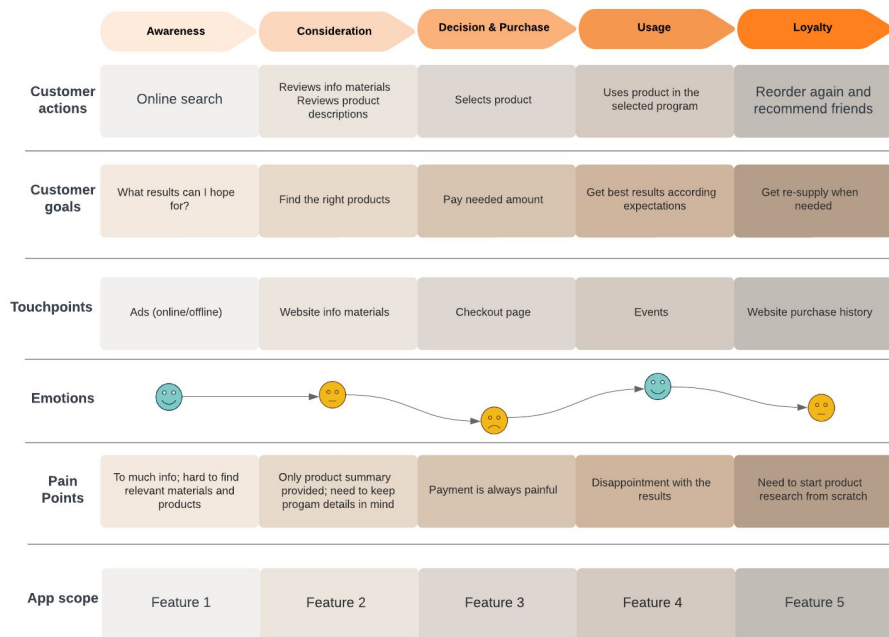 Awareness
Consideration
Decision & Purchase
Usage
Loyalty
Customer
actions
Online search
Reviews info materials
Reviews product
descriptions
Selects product
Uses product in the
selected program
Reorder again and
recommend friends
Customer
goals
What results can I hope
for?
Find the right products
Pay needed amount
Get best results according
expectations
Get re-supply when
needed
Touchpoints
Ads (online/offline)
Website info materials
Checkout page
Events
Website purchase history
Emotions
Pain
Points
To much info; hard to find
relevant materials and
products
Only product summary
provided; need to keep
progam details in mind
Payment is always painful
Disappointment with the
results
Need to start product
research from scratch
App scope
Feature 1
Feature 2
Feature 3
Feature 4
Feature 5